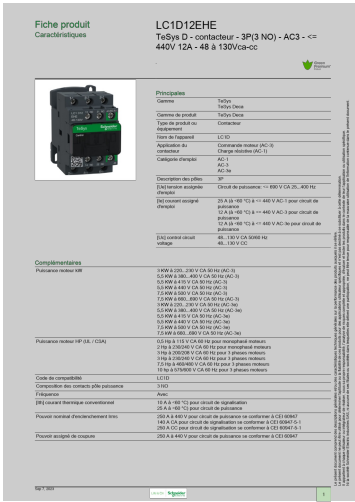 Fiche produit
Caractéristiques
LC1D12EHE
TeSys D - contacteur - 3P(3 NO) - AC3 - <=
440V 12A - 48 à 130Vca-cc
Principales
Gamme
TeSys
TeSys Deca
Gamme de produit
TeSys Deca
Type de produit ou
équipement
Contacteur
Nom de l'appareil
LC1D
Application du
contacteur
Commande moteur (AC-3)
Charge résistive (AC-1)
Catégorie d'emploi
AC-1
AC-3
AC-3e
Description des pôles
3P
[Ue] tension assignée
d'emploi
Circuit de puissance: <= 690 V CA 25...400 Hz
[Ie] courant assigné
d'emploi
25 A (à <60 °C) à <= 440 V AC-1 pour circuit de
puissance
12 A (à <60 °C) à <= 440 V AC-3 pour circuit de
puissance
12 A (à <60 °C) à <= 440 V AC-3e pour circuit de
puissance
[Uc] control circuit
voltage
48...130 V CA 50/60 Hz
48...130 V CC
Complémentaires
Puissance moteur kW
3 KW à 220...230 V CA 50 Hz (AC-3)
5,5 KW à 380...400 V CA 50 Hz (AC-3)
5,5 KW à 415 V CA 50 Hz (AC-3)
5,5 KW à 440 V CA 50 Hz (AC-3)
7,5 KW à 500 V CA 50 Hz (AC-3)
7,5 KW à 660...690 V CA 50 Hz (AC-3)
3 KW à 220...230 V CA 50 Hz (AC-3e)
5,5 KW à 380...400 V CA 50 Hz (AC-3e)
5,5 KW à 415 V CA 50 Hz (AC-3e)
5,5 KW à 440 V CA 50 Hz (AC-3e)
7,5 KW à 500 V CA 50 Hz (AC-3e)
7,5 kW à 660...690 V CA 50 Hz (AC-3e)
Puissance moteur HP (UL / CSA)
0,5 Hp à 110 V CA 60 Hz pour monophasé moteurs
2 Hp à 230/240 V CA 60 Hz pour monophasé moteurs
3 Hp à 200/208 V CA 60 Hz pour 3 phases moteurs
3 Hp à 230/240 V CA 60 Hz pour 3 phases moteurs
7,5 Hp à 460/480 V CA 60 Hz pour 3 phases moteurs
10 hp à 575/600 V CA 60 Hz pour 3 phases moteurs
Code de compatibilité
LC1D
Composition des contacts pôle puissance
3 NO
Fréquence
Avec
[Ith] courant thermique conventionnel
10 A à <60 °C) pour circuit de signalisation
25 A à <60 °C) pour circuit de puissance
Pouvoir nominal d'enclenchement Irms
250 A à 440 V pour circuit de puissance se conformer à CEI 60947
140 A CA pour circuit de signalisation se conformer à CEI 60947-5-1
250 A CC pour circuit de signalisation se conformer à CEI 60947-5-1
Pouvoir assigné de coupure
250 A à 440 V pour circuit de puissance se conformer à CEI 60947
Sep 7, 2023
Schneider
Electric
1